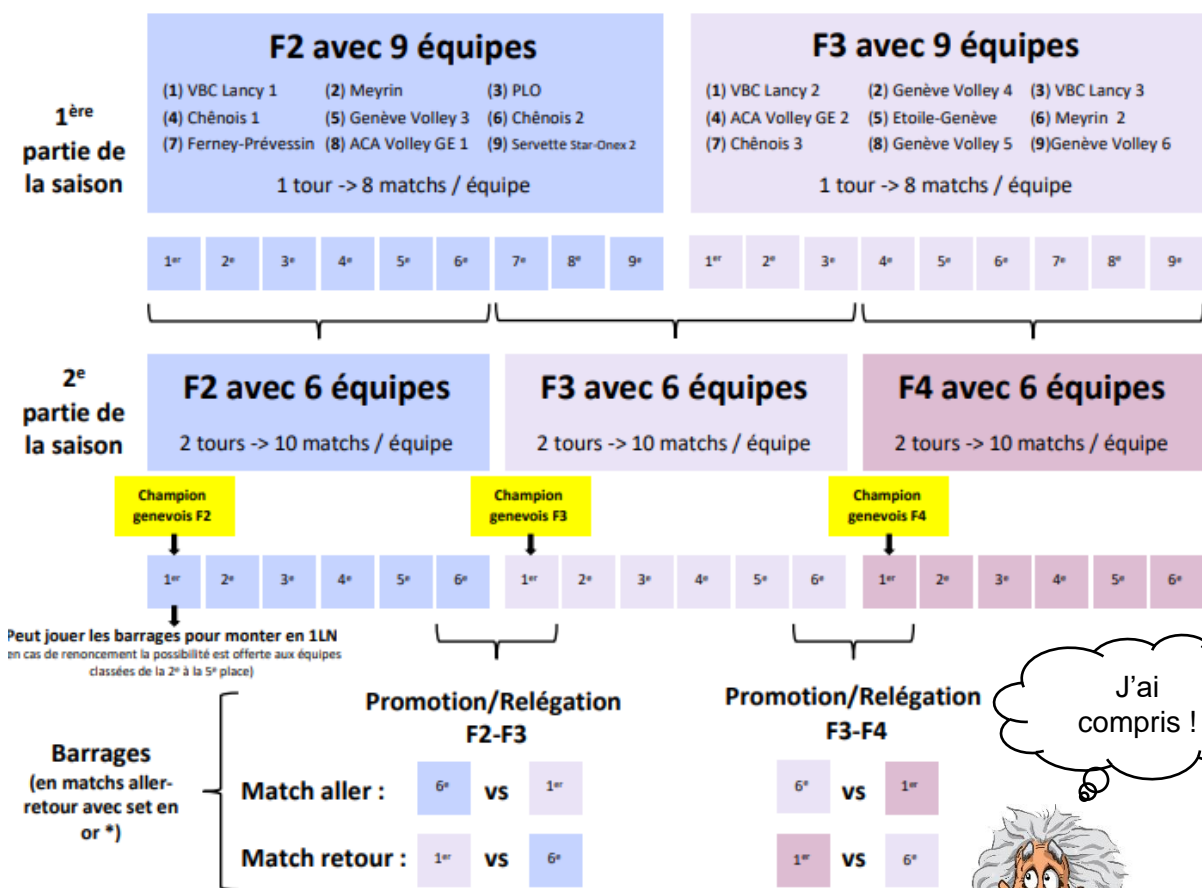 F2 avec 9 équipes
(1) VBC Lancy 1 (2) Meyrin (3) PLO
(4) Chênois 1 (5) Genève Volley 3 (6) Chênois 2
(7) Ferney-Prévessin (8) ACA Volley GE 1 (9) Servette Star-Onex 2
1 tour -> 8 matchs / équipe
F3 avec 9 équipes
(1) VBC Lancy 2 (2) Genève Volley 4 (3) VBC Lancy 3
(4) ACA Volley GE 2 (5) Etoile-Genève (6) Meyrin 2
(7) Chênois 3 (8) Genève Volley 5 (9)Genève Volley 6
1 tour -> 8 matchs / équipe
1ère
partie de
la saison
1er 2e 3e 4e 5e 6e 7e 8e 9e
1er 2e 3e 4e 5e 6e 7e 8e 9e
2e
partie de
la saison
F2 avec 6 équipes
2 tours -> 10 matchs / équipe
F3 avec 6 équipes
2 tours -> 10 matchs / équipe
F4 avec 6 équipes
2 tours -> 10 matchs / équipe
Champion
genevois F2
Champion
genevois F3
Champion
genevois F4
1er 2e 3e 4e 5e 6e
1er 2e 3e 4e 5e 6e
1er 2e 3e 4e 5e 6e
Peut jouer les barrages pour monter en 1LN
en cas de renoncement la possibilité est offerte aux équipes
classées de la 2e à la 5e place)
Barrages
(en matchs aller-
retour avec set en
or *)
Promotion/Relégation
F2-F3
Promotion/Relégation
F3-F4
Match aller : 6e vs 1er
6e vs 1er
Match retour : 1er vs 6e
1er vs 6e
J'ai
compris !